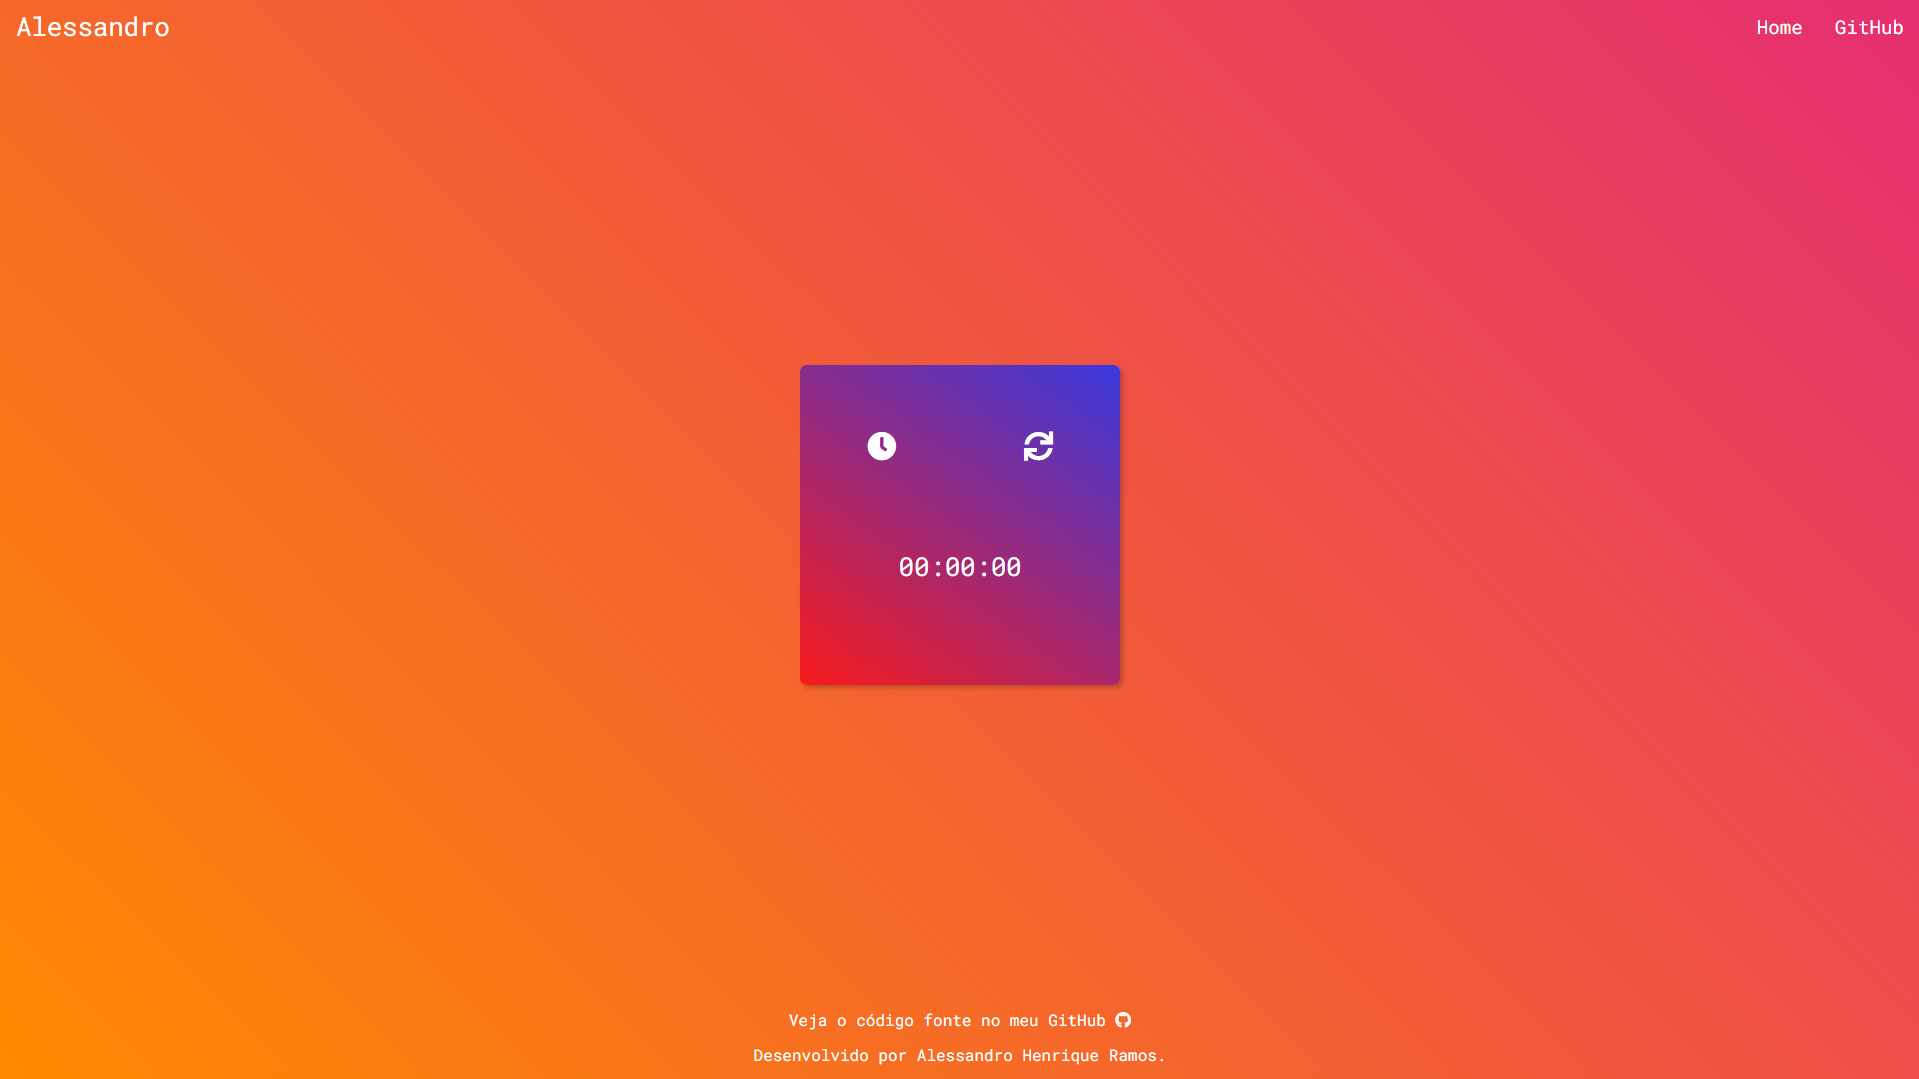 Alessandro
Home
GitHub
00:00:00
Veja o código fonte no meu GitHub
Desenvolvido por Alessandro Henrique Ramos.